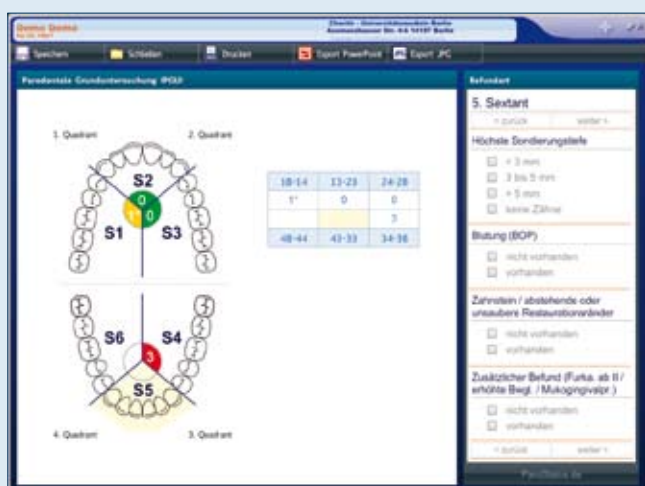 Demo Demo
Charité - Universitätsmedizin Berlin
Assmannshauser Str. 4-6 14197 Berlin
Speichern
Schließen
Drucken
Export PowerPoint
Export JPG
Parodontale Grunduntersuchung (PGU)
Befundart
1. Quadrant
2. Quadrant
S2
0
1*
0
S1
S3
S6
S4
3
S5
4. Quadrant
3. Quadrant
18-14 13-23 24-28
1* 0 0
3
48-44 43-33 34-38
5. Sextant
< zurück weiter >
Höchste Sondierungstiefe
< 3 mm
3 bis 5 mm
> 5 mm
keine Zähne
Blutung (BOP)
nicht vorhanden
vorhanden
Zahnstein / abstehende oder
unsaubere Restaurationsränder
nicht vorhanden
vorhanden
Zusätzlicher Befund (Furka. ab II /
erhöhte Bwgl. / Mukogingivalpr.)
nicht vorhanden
vorhanden
< zurück weiter >
ParoStatus.de